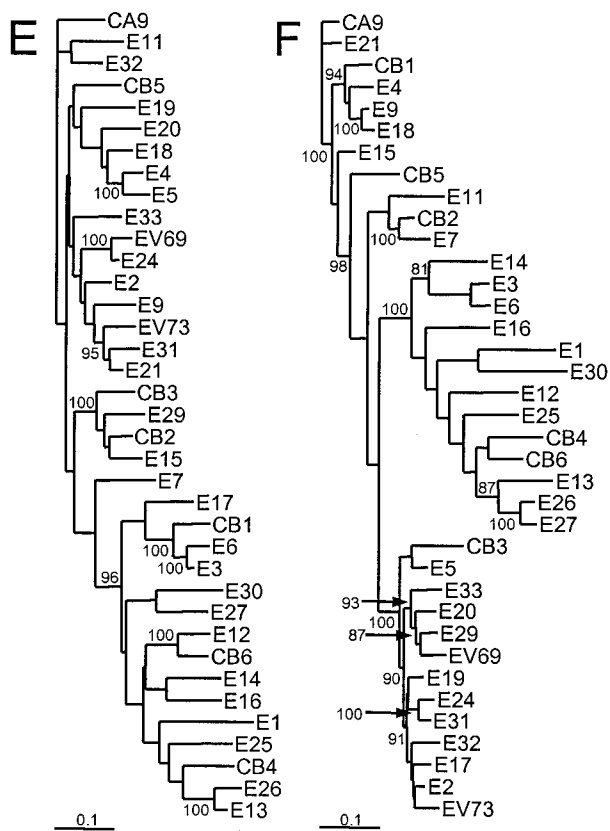 E
CA9
E11
E32
CB5
E19
E20
E18
E4
100
E5
E33
100
EV69
E24
E2
E9
EV73
95
E31
E21
100
CB3
E29
CB2
E15
E7
E17
CB1
100
E6
100
E3
96
E30
E27
100
E12
CB6
E14
E16
E1
E25
CB4
E26
100
E13
0.1
F
CA9
E21
94
CB1
E4
E9
100
E18
100
E15
CB5
E11
CB2
100
E7
98
81
E14
E3
E6
100
E16
E1
E30
E12
E25
CB4
CB6
87
E13
E26
100
E27
CB3
E5
E33
93
E20
100
E29
87
EV69
90
E19
E24
100
E31
91
E32
E17
E2
EV73
0.1